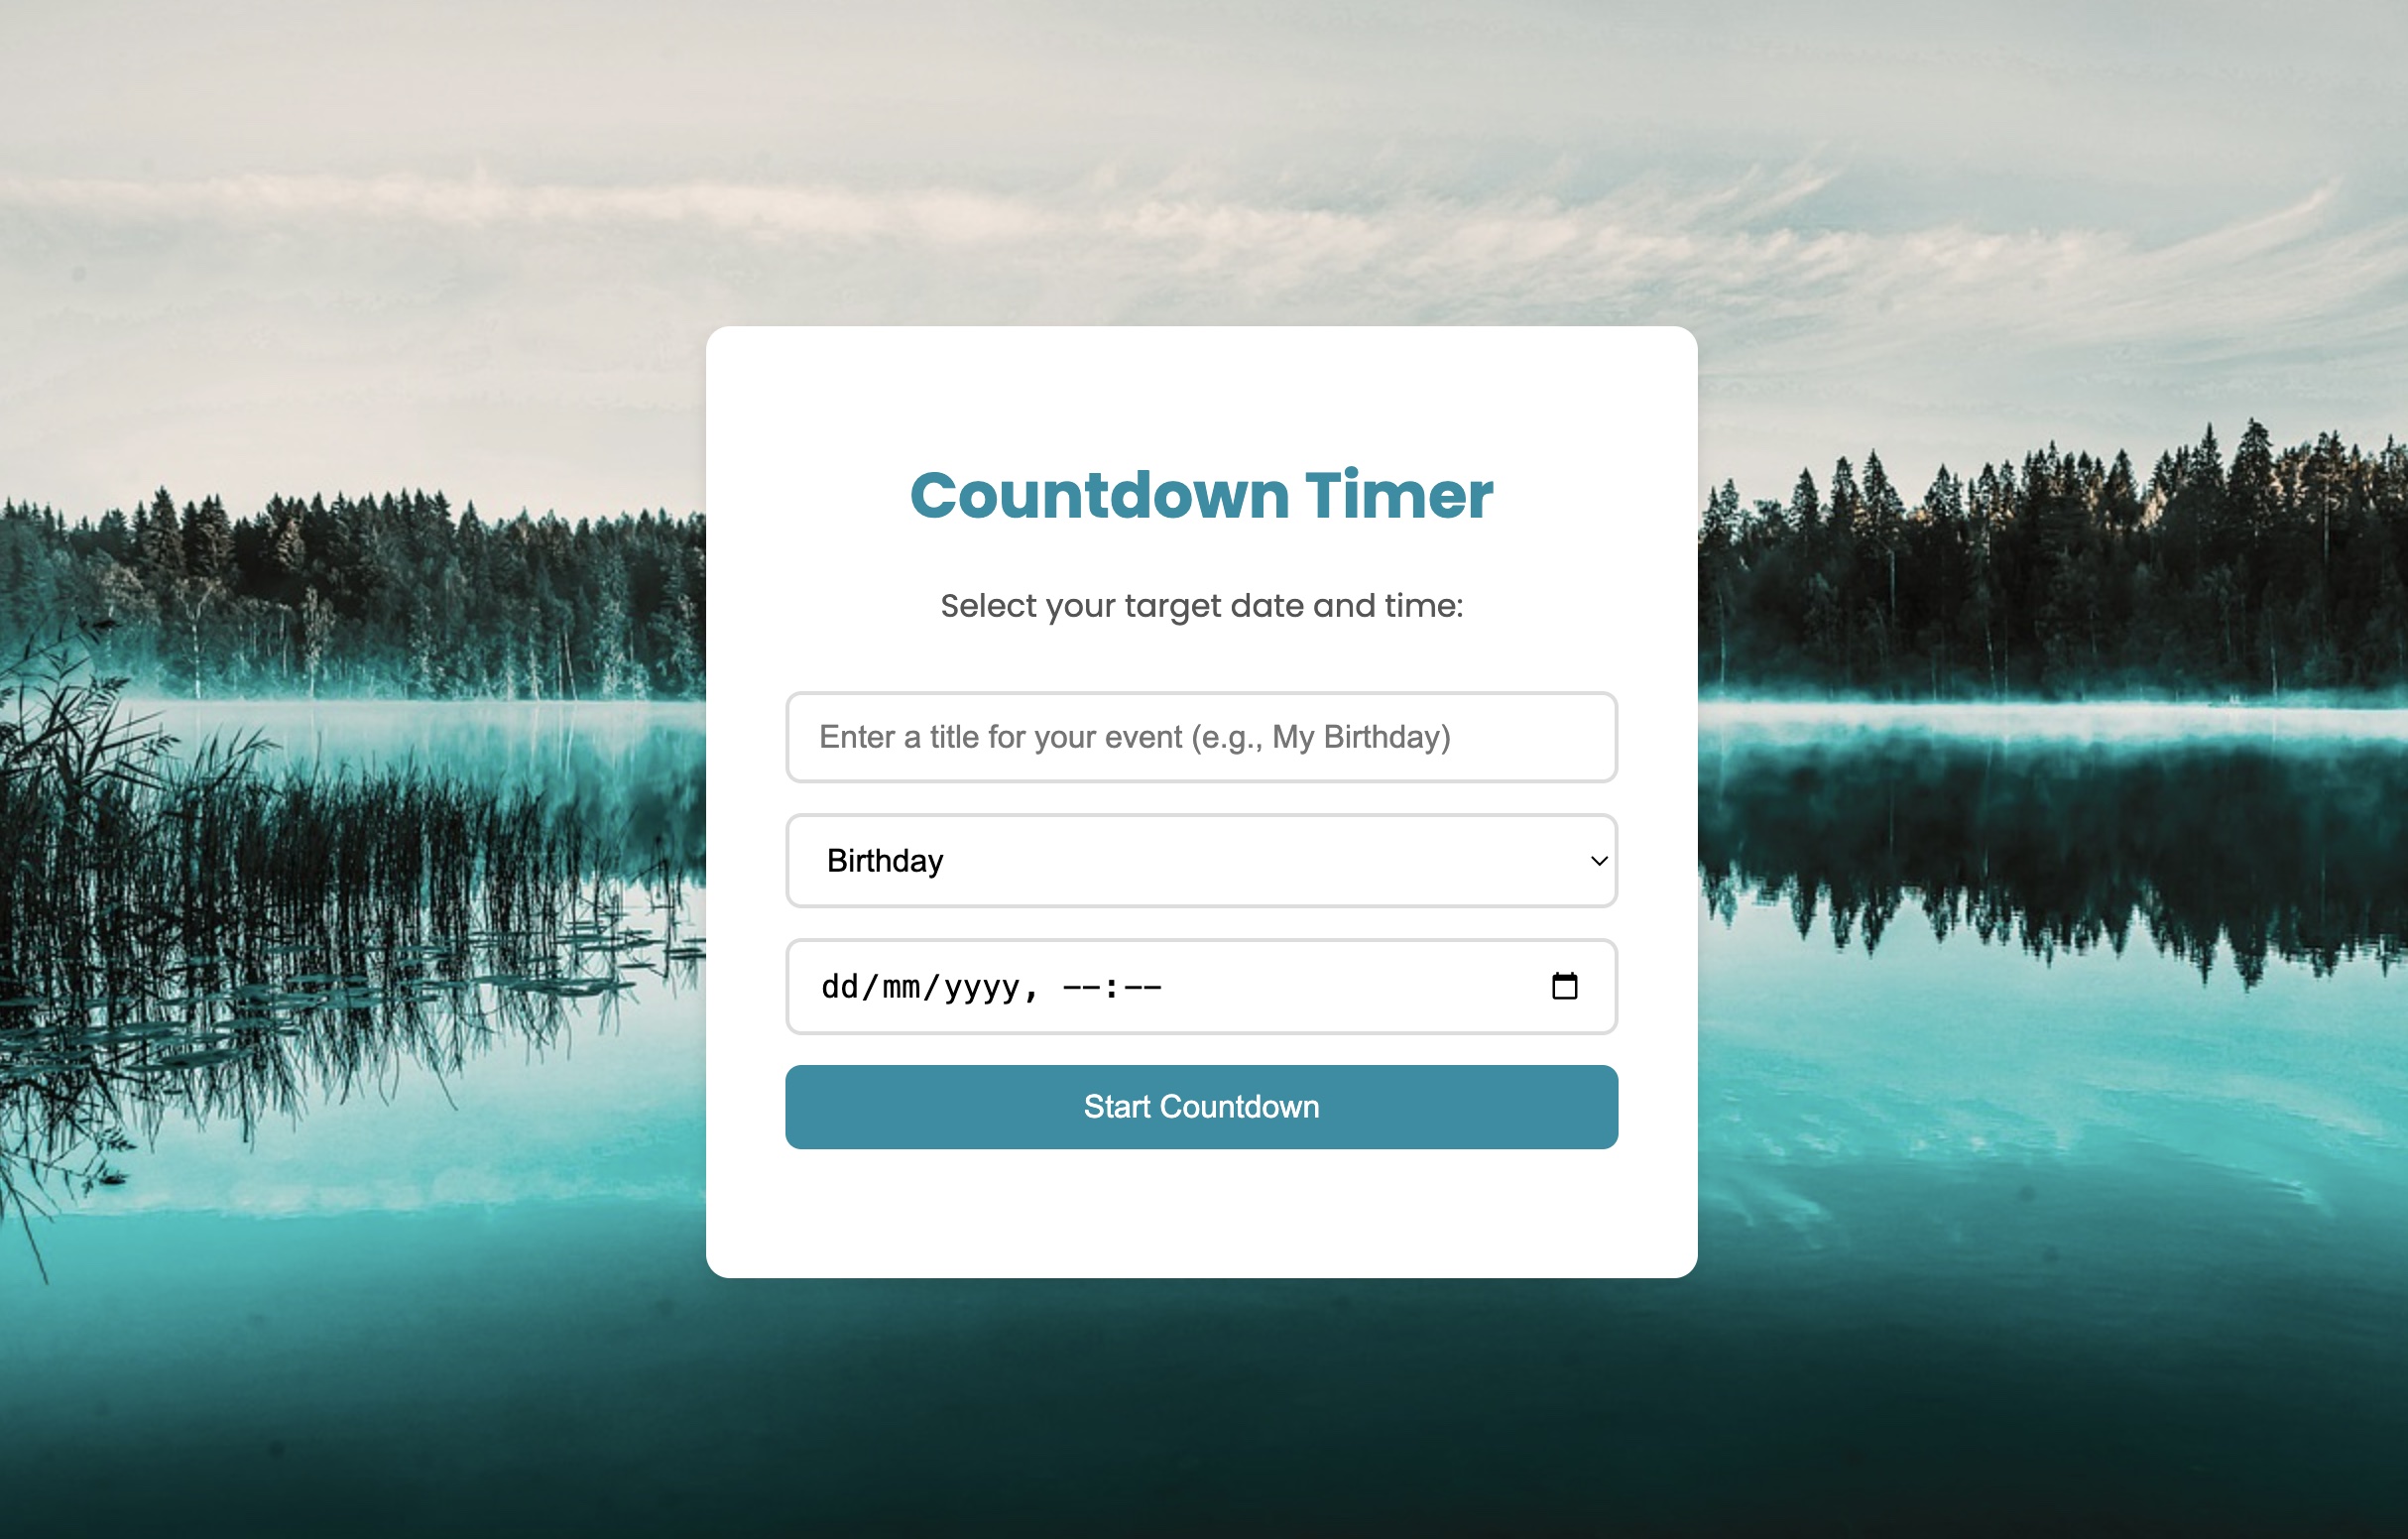 Countdown Timer
Select your target date and time:
Enter a title for your event (e.g., My Birthday)
Birthday
dd/mm/yyyy, --:--
Start Countdown